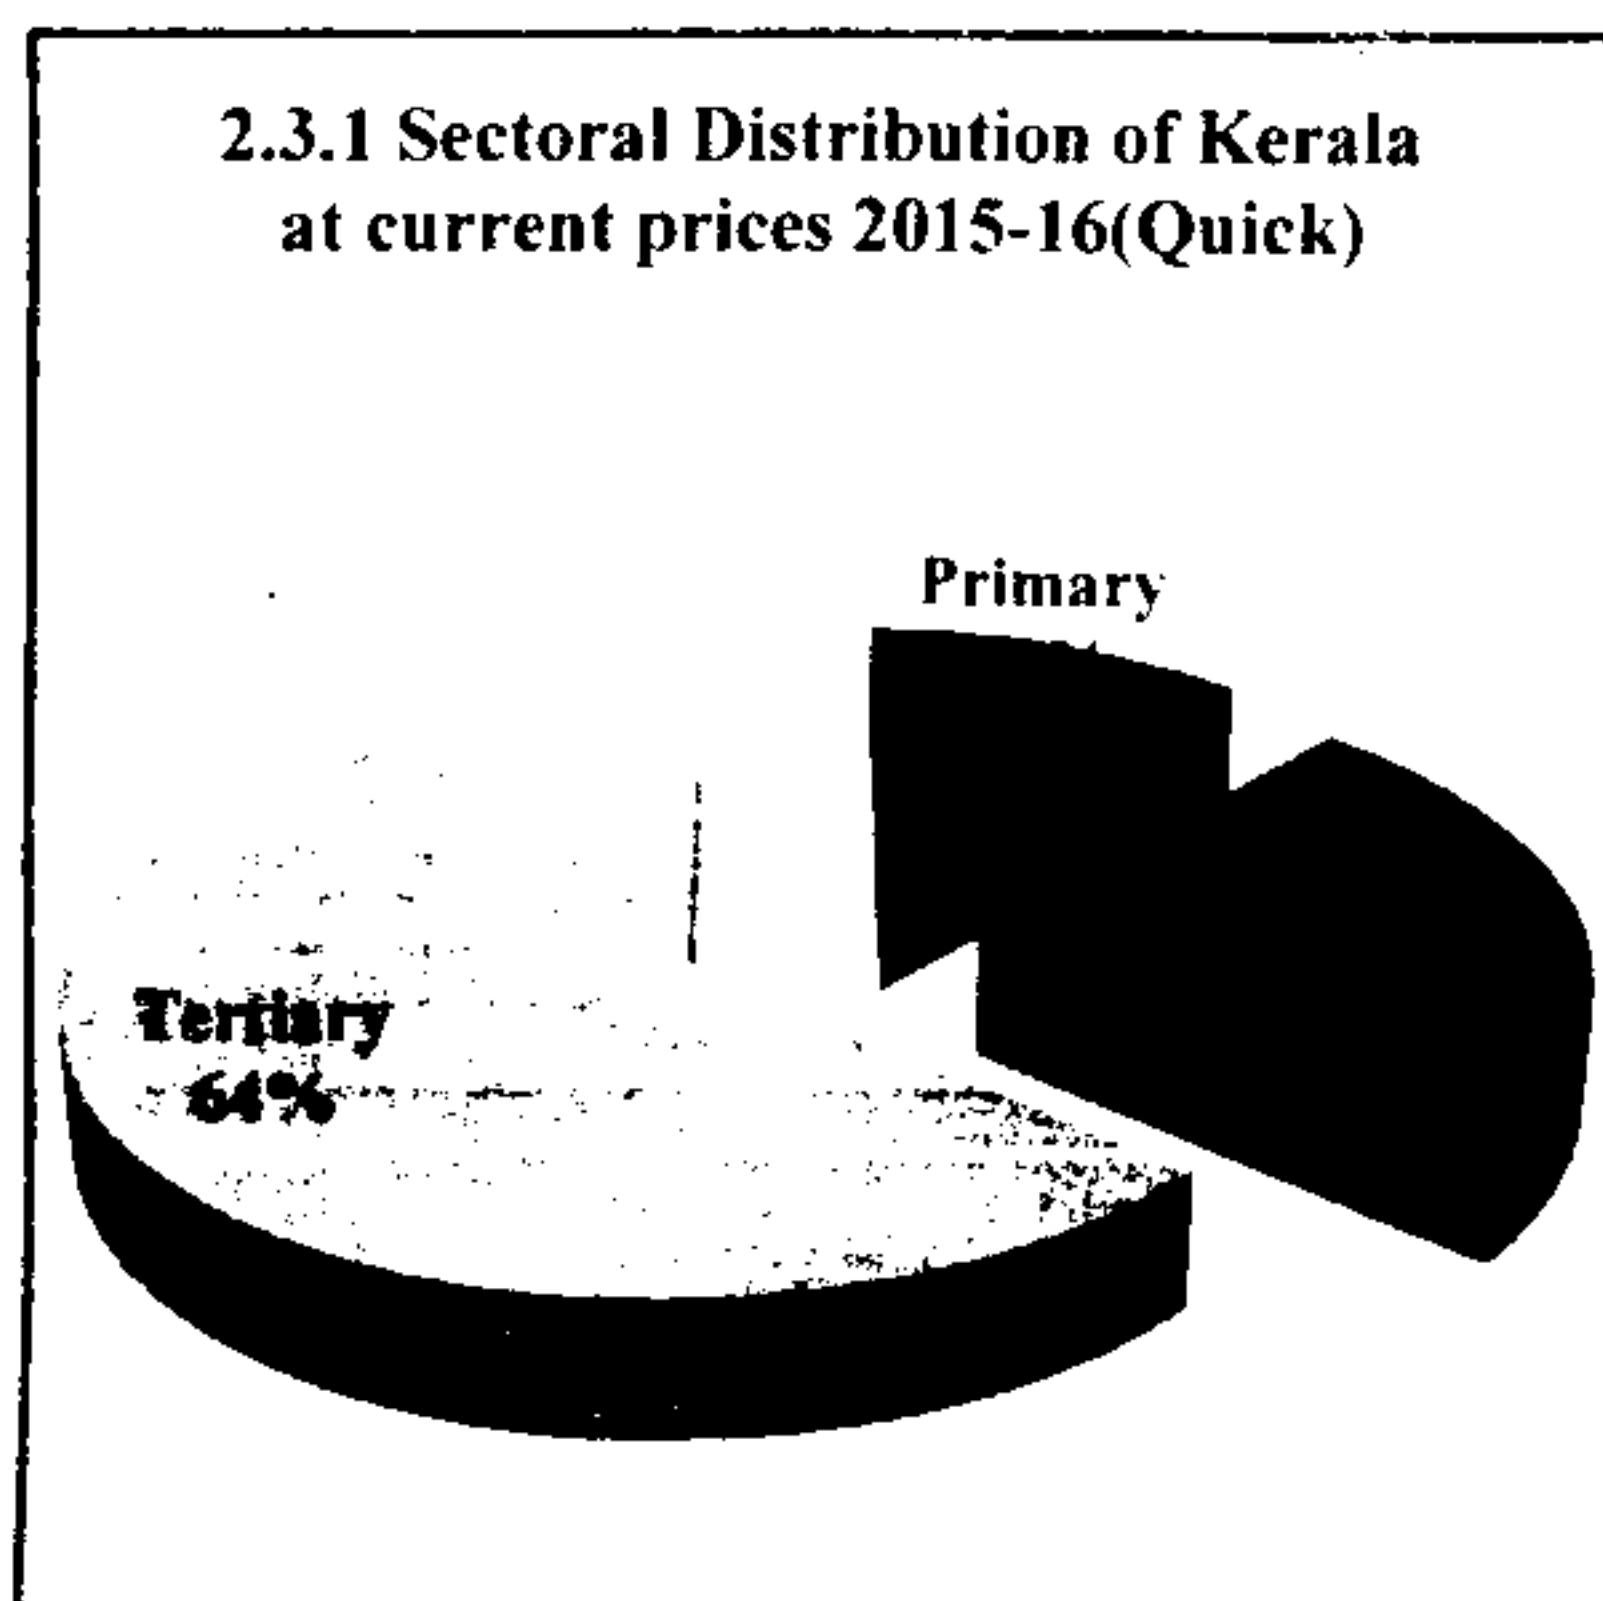 2.3.1 Sectoral Distribution of Kerala
at current prices 2015-16(Quick)
Primary
Tertiary
64%